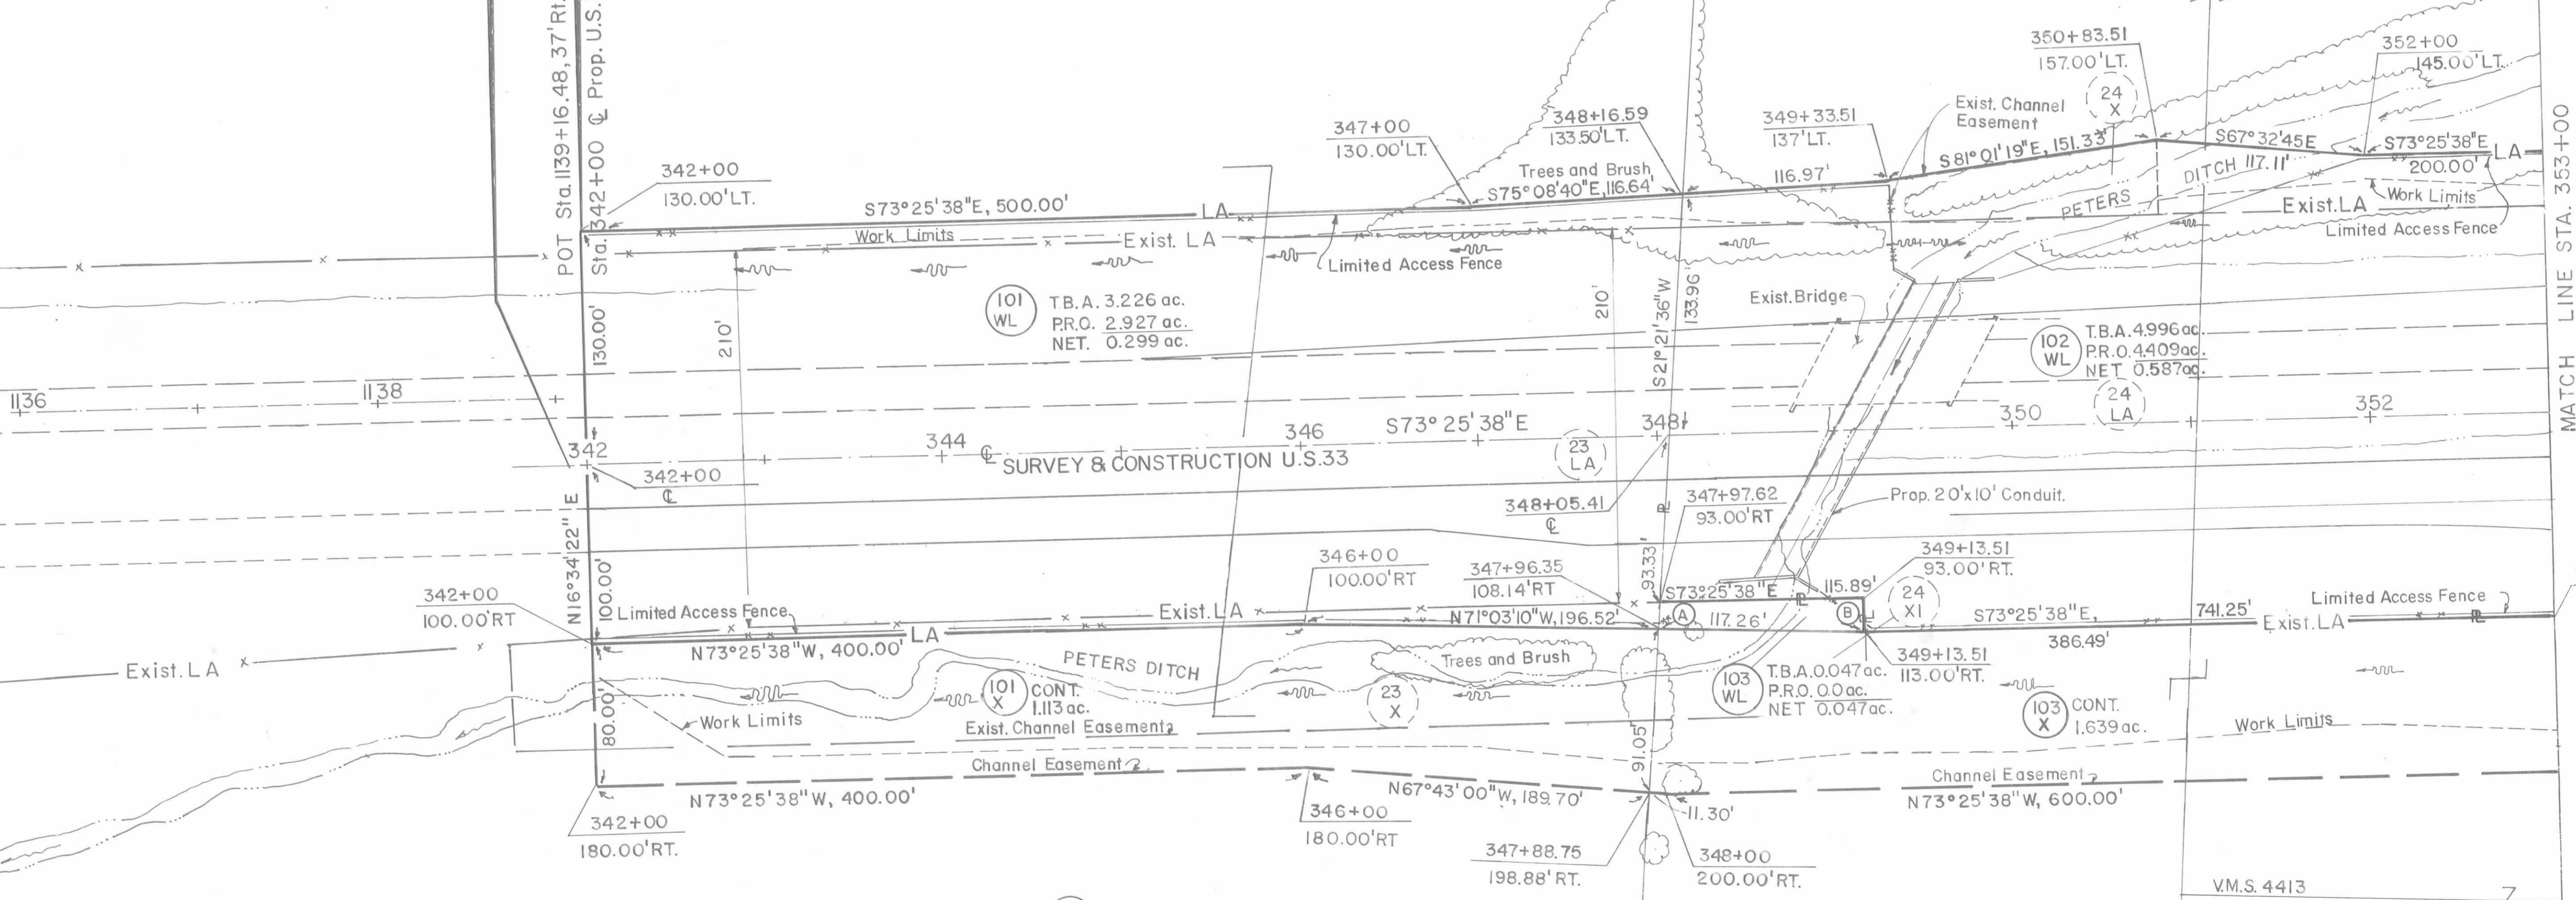 POT Sta. 1139+16.48, 37' Rt.
Sta. 342+00 ℄ Prop. U.S.
342+00
130.00' LT.
S73°25'38"E, 500.00'
LA
Work Limits
Exist. LA
347+00
130.00' LT.
348+16.59
133.50' LT.
Trees and Brush
S75°08'40"E, 116.64'
349+33.51
137' LT.
116.97'
Exist. Channel
Easement
24
X
350+83.51
157.00' LT.
S81°01'19"E, 151.33'
352+00
145.00' LT.
S67°32'45E
117.11'
PETERS DITCH
S73°25'38"E
200.00'
LA
Work Limits
Exist. LA
Limited Access Fence
MATCH LINE STA. 353+00
Limited Access Fence
130.00'
210'
101
WL
T.B.A. 3.226 ac.
P.R.O. 2.927 ac.
NET. 0.299 ac.
210'
S21°21'36"W
133.96'
Exist. Bridge
102
WL
T.B.A. 4.996 ac.
P.R.O. 4.409 ac.
NET 0.587 ac.
24
LA
1136
1138
342
344
346
S73°25'38"E
348
350
352
℄ SURVEY & CONSTRUCTION U.S. 33
23
LA
342+00
℄
348+05.41
℄
347+97.62
93.00' RT
Prop. 20'x10' Conduit.
N16°34'22" E
100.00'
342+00
100.00' RT
Limited Access Fence
Exist. LA
LA
346+00
100.00' RT
347+96.35
108.14' RT
93.33'
S73°25'38"E
115.89'
349+13.51
93.00' RT.
24
X1
N71°03'10"W, 196.52'
A
117.26'
B
S73°25'38"E,
741.25'
386.49'
Exist. LA
Limited Access Fence
Exist. LA
N73°25'38"W, 400.00'
PETERS DITCH
Trees and Brush
349+13.51
113.00' RT.
103
WL
T.B.A. 0.047 ac.
P.R.O. 0.0 ac.
NET 0.047 ac.
101
X
CONT.
1.113 ac.
23
X
103
X
CONT.
1.639 ac.
80.00'
Work Limits
Exist. Channel Easement
91.05'
Work Limits
Channel Easement
Channel Easement
N73°25'38"W, 400.00'
N67°43'00"W, 189.70'
11.30'
N73°25'38"W, 600.00'
342+00
180.00' RT.
346+00
180.00' RT
347+88.75
198.88' RT.
348+00
200.00' RT.
V.M.S. 4413